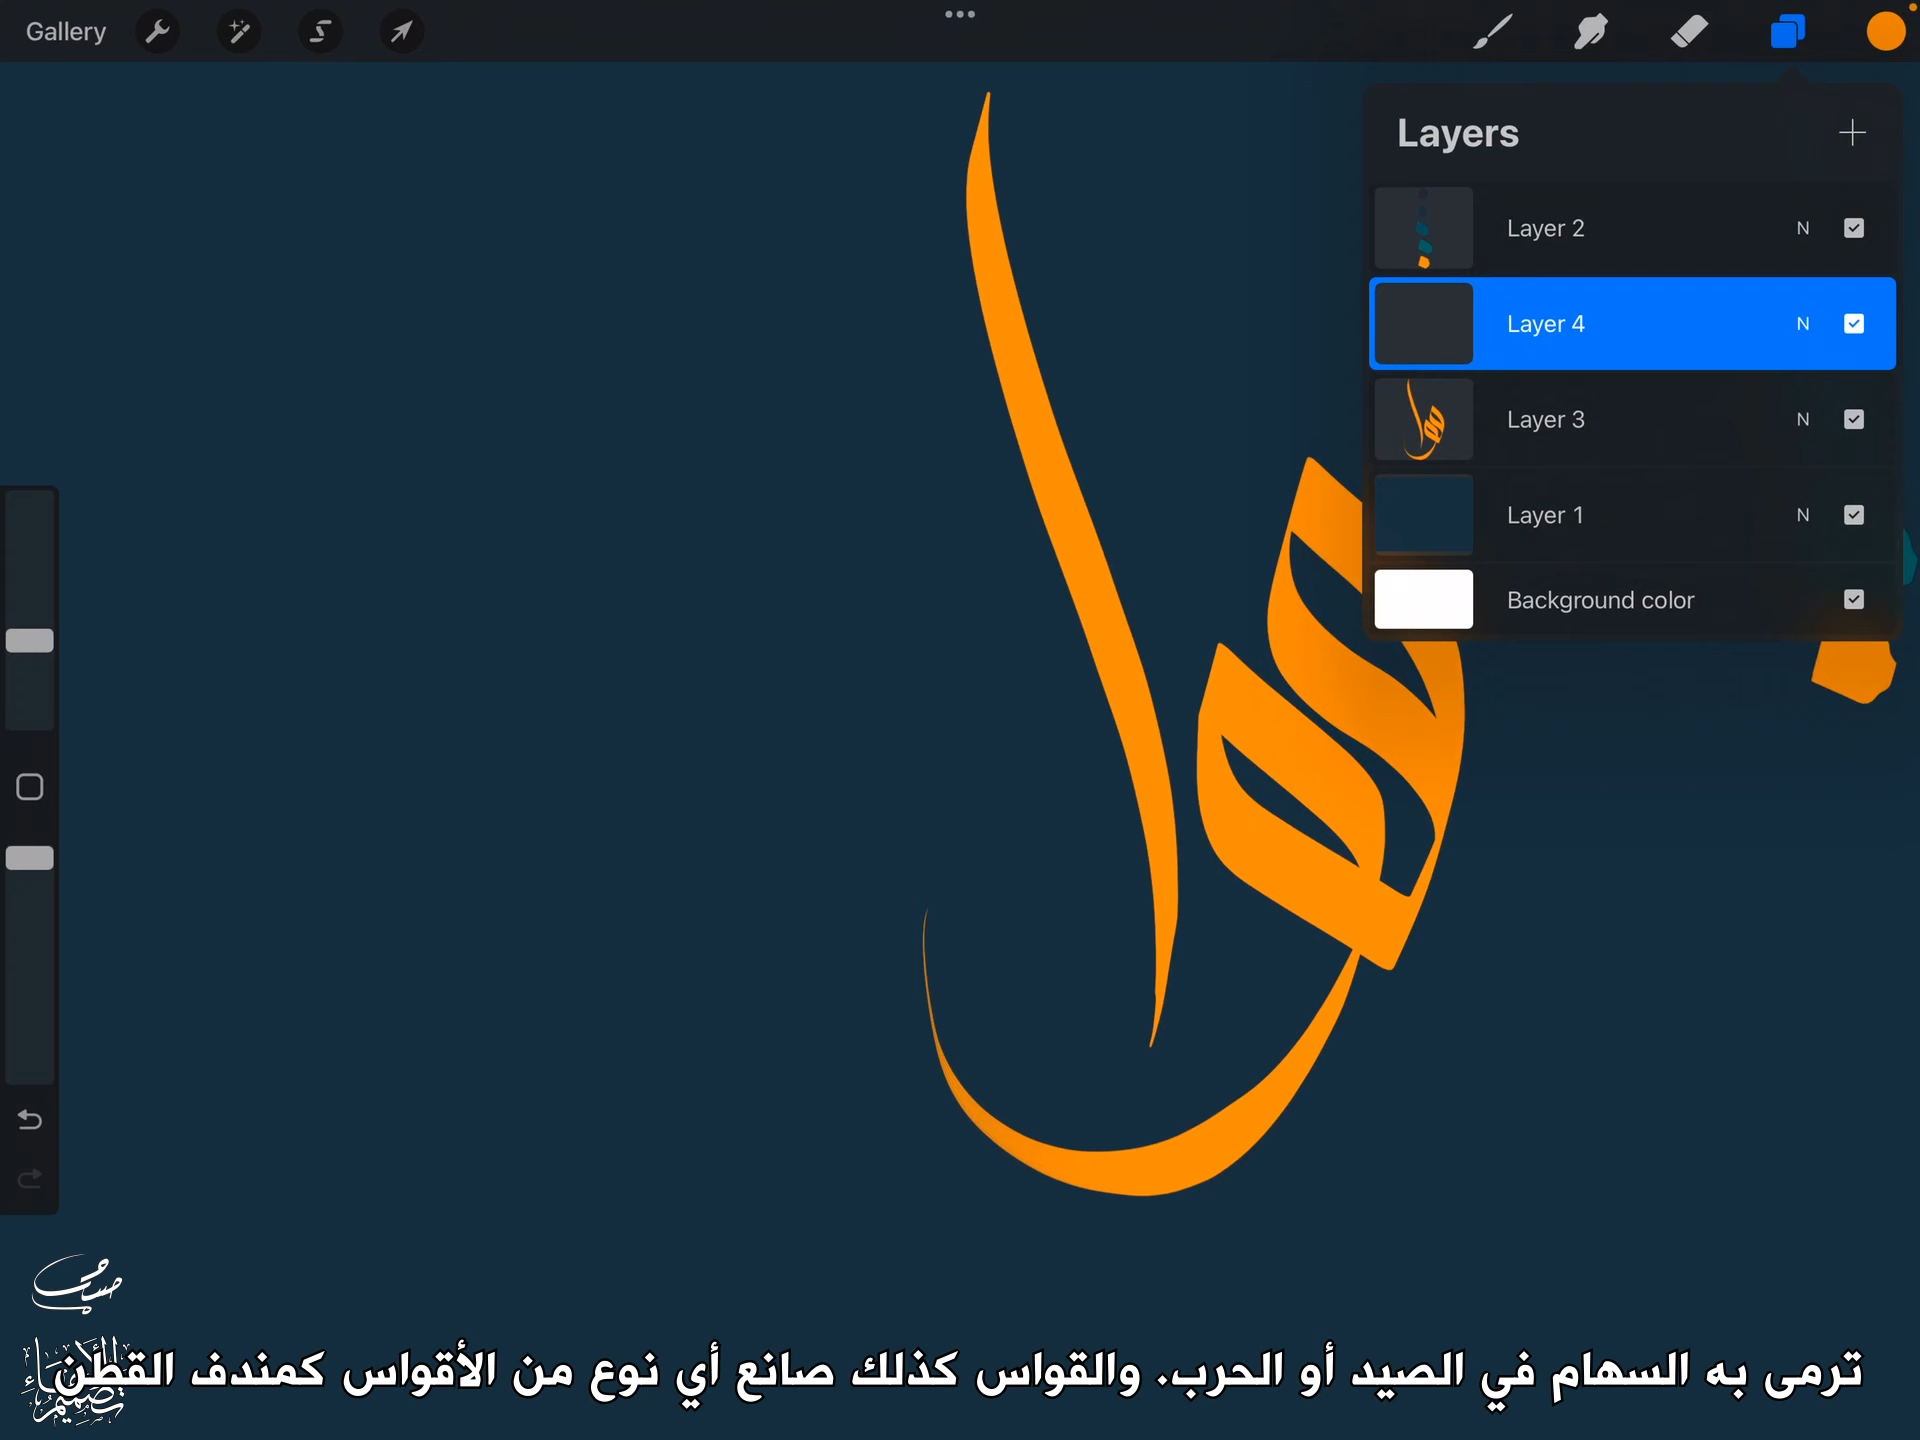 Gallery
Layers
Layer 2 N
Layer 4 N
Layer 3 N
Layer 1 N
Background color
ترمى به السهام في الصيد أو الحرب. والقواس كذلك صانع أي نوع من الأقواس كمندف القطن